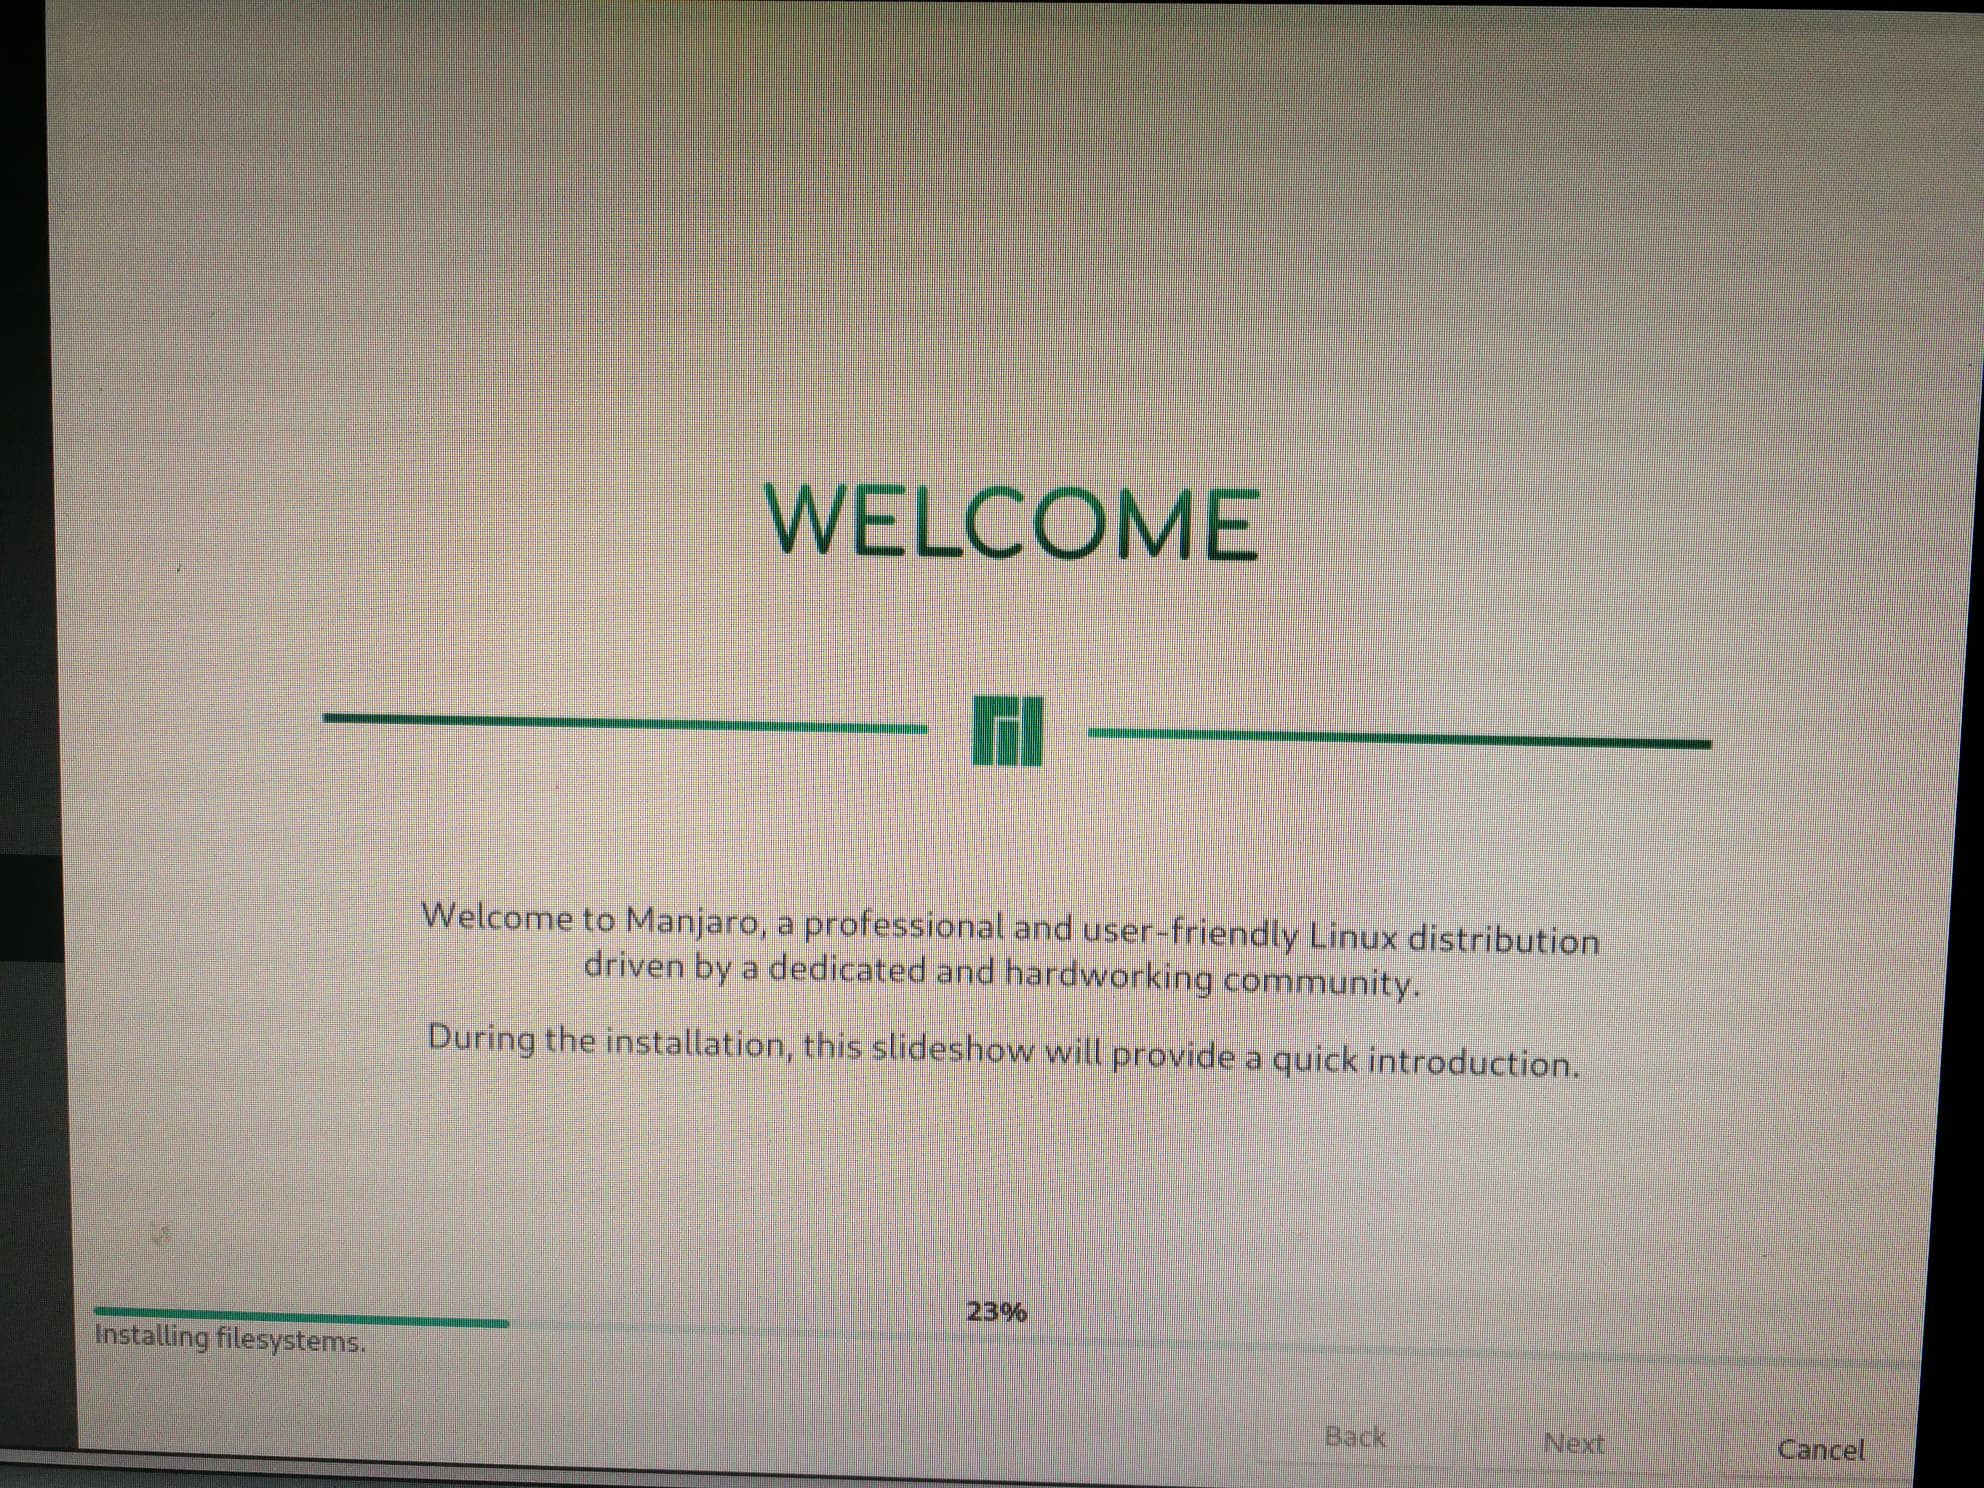 WELCOME
Welcome to Manjaro, a professional and user-friendly Linux distribution
driven by a dedicated and hardworking community.
During the installation, this slideshow will provide a quick introduction.
23%
Installing filesystems.
Back
Next
Cancel